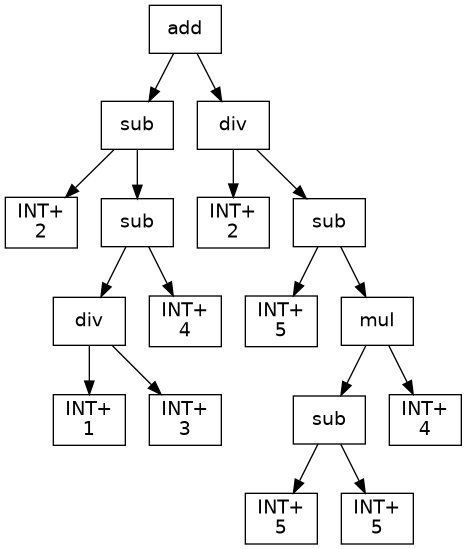 add
sub
div
INT+
2
sub
INT+
2
sub
div
INT+
4
INT+
5
mul
INT+
1
INT+
3
sub
INT+
4
INT+
5
INT+
5